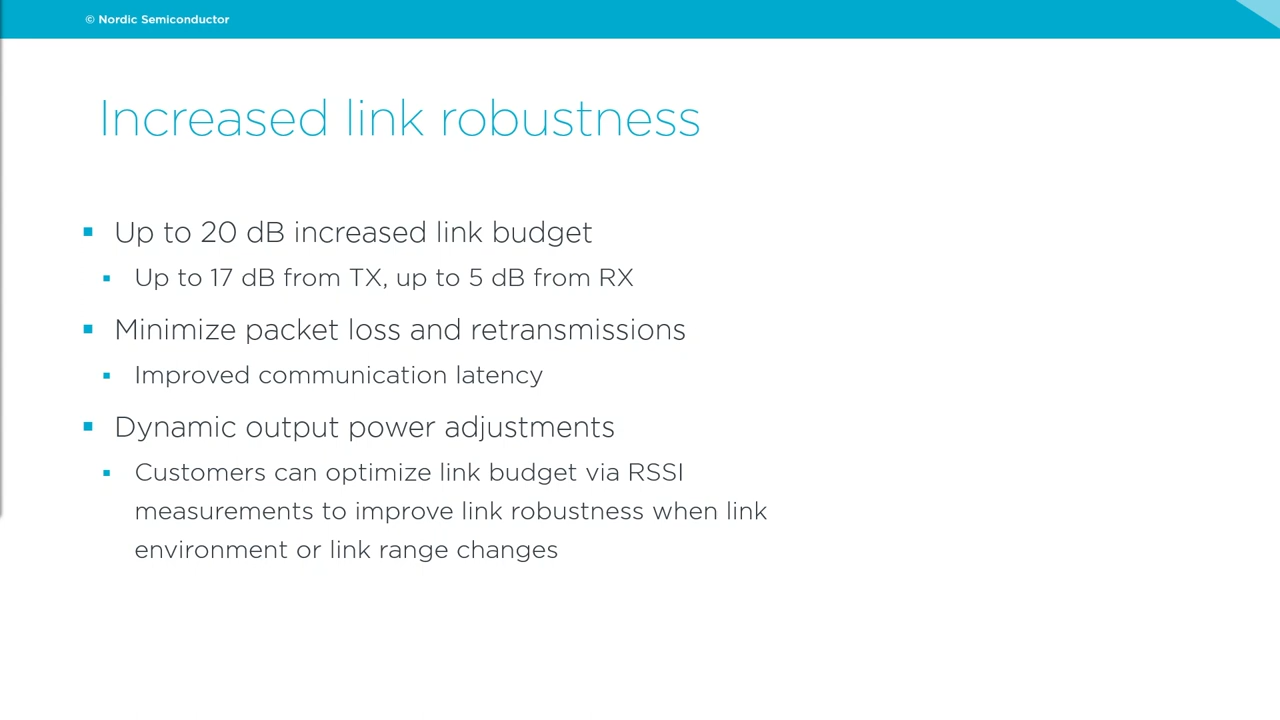 © Nordic Semiconductor
Increased link robustness
Up to 20 dB increased link budget
Up to 17 dB from TX, up to 5 dB from RX
Minimize packet loss and retransmissions
Improved communication latency
Dynamic output power adjustments
Customers can optimize link budget via RSSI
measurements to improve link robustness when link
environment or link range changes